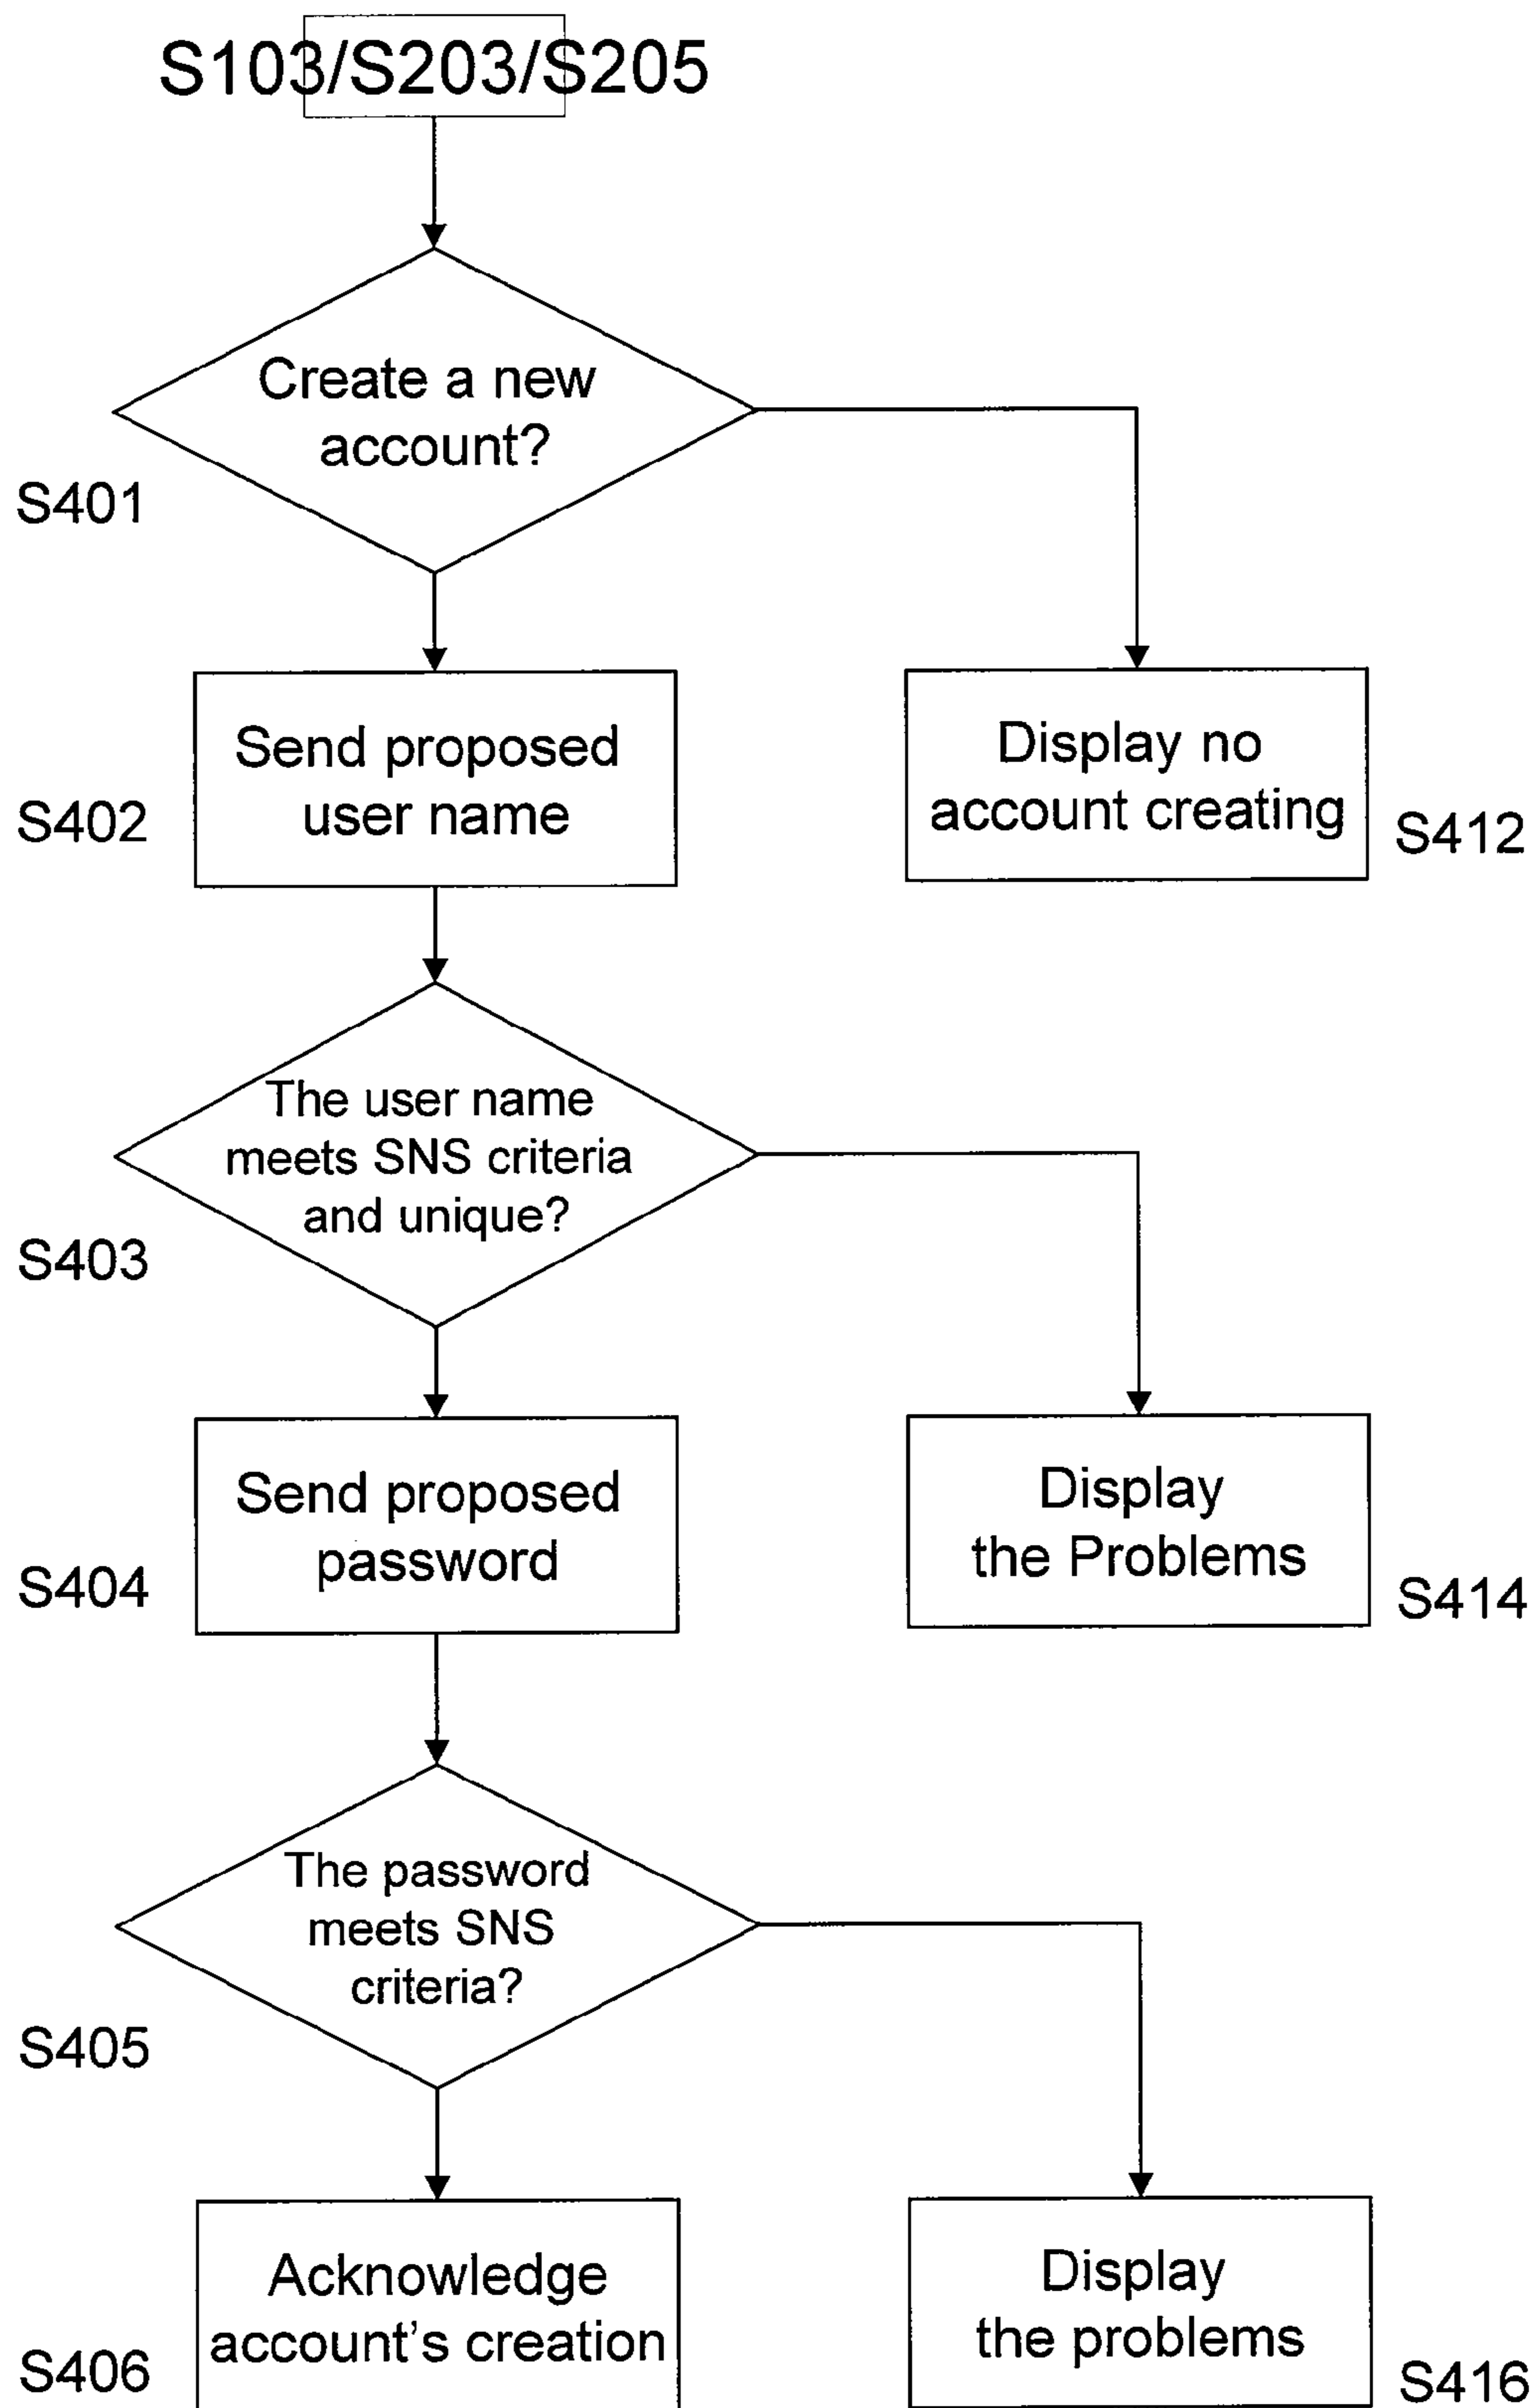 S103/S203/S205
Create a new
account?
S401
Send proposed
user name
S402
Display no
account creating
S412
The user name
meets SNS criteria
and unique?
S403
Send proposed
password
S404
Display
the Problems
S414
The password
meets SNS
criteria?
S405
Acknowledge
account's creation
S406
Display
the problems
S416